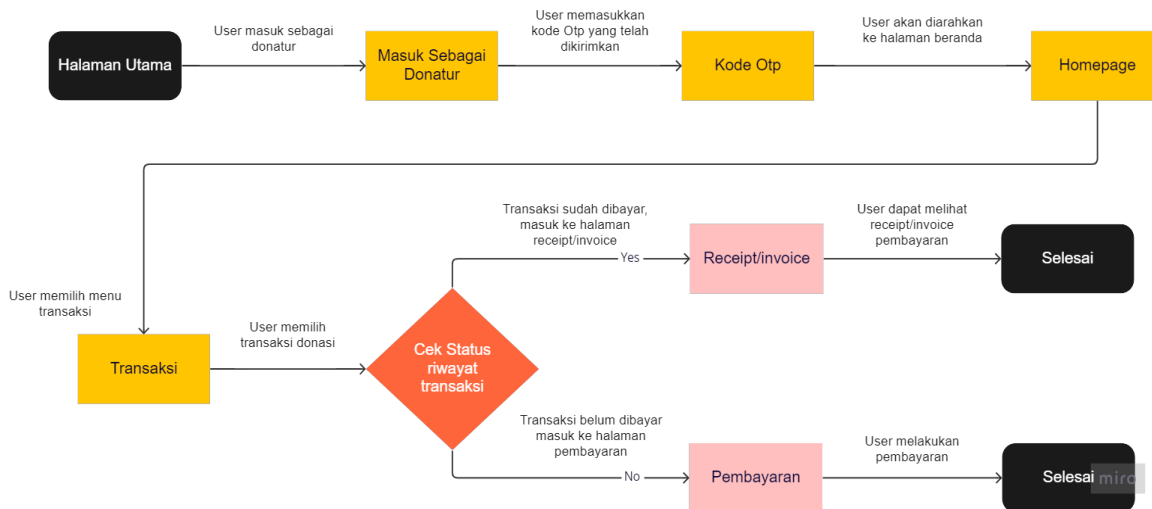 User masuk sebagai
donatur
User memasukkan
kode Otp yang telah
dikirimkan
User akan diarahkan
ke halaman beranda
Halaman Utama
Masuk Sebagai
Donatur
Kode Otp
Homepage
User memilih menu
transaksi
Transaksi
User memilih
transaksi donasi
Cek Status
riwayat
transaksi
Transaksi sudah dibayar,
masuk ke halaman
receipt/invoice
Yes
Receipt/invoice
User dapat melihat
receipt/invoice
pembayaran
Selesai
Transaksi belum dibayar
masuk ke halaman
pembayaran
No
Pembayaran
User melakukan
pembayaran
Selesai
miro